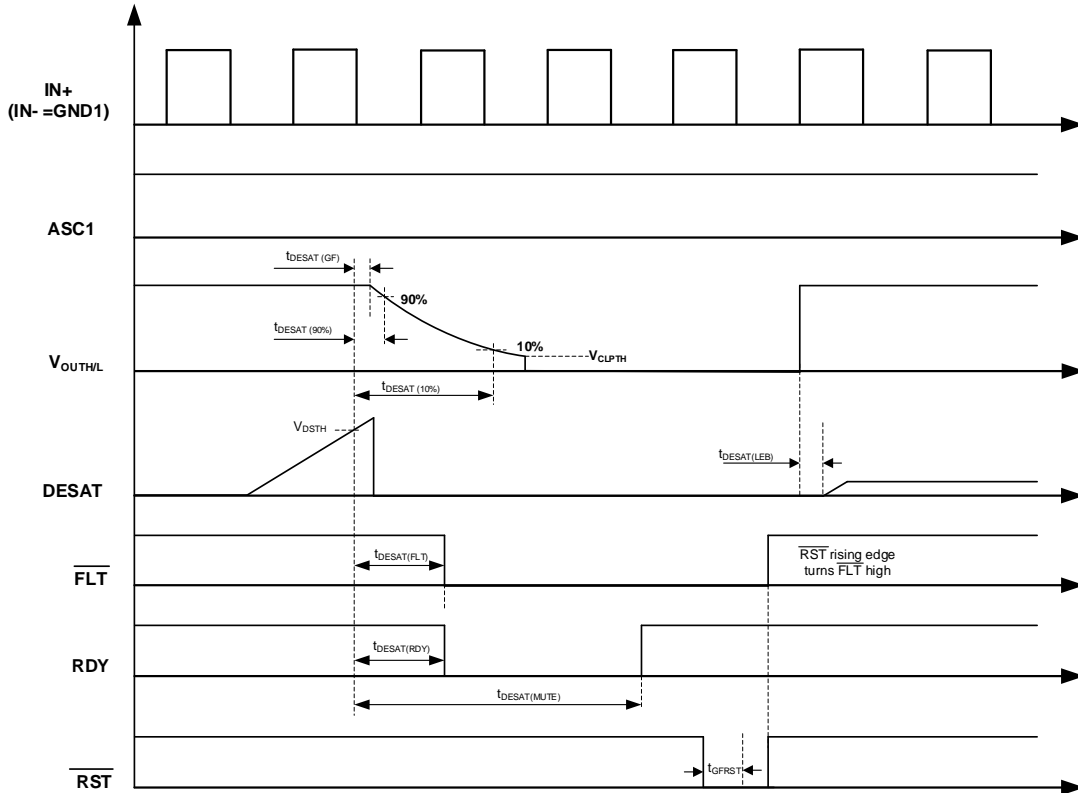 IN+
(IN- =GND1)
ASC1
tDESAT (GF)
90%
tDESAT (90%)
10%
VCLPTH
VOUTH/L
tDESAT (10%)
VDSTH
tDESAT(LEB)
DESAT
tDESAT(FLT)
RST rising edge
turns FLT high
FLT
tDESAT(RDY)
RDY
tDESAT(MUTE)
tGFRST
RST